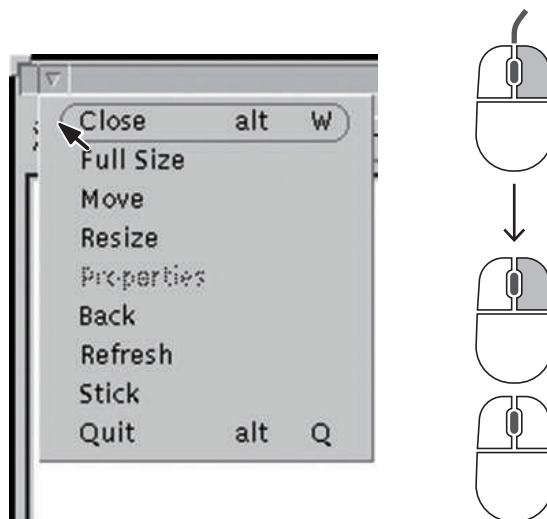 Close alt W
Full Size
Move
Resize
Properties
Back
Refresh
Stick
Quit alt Q